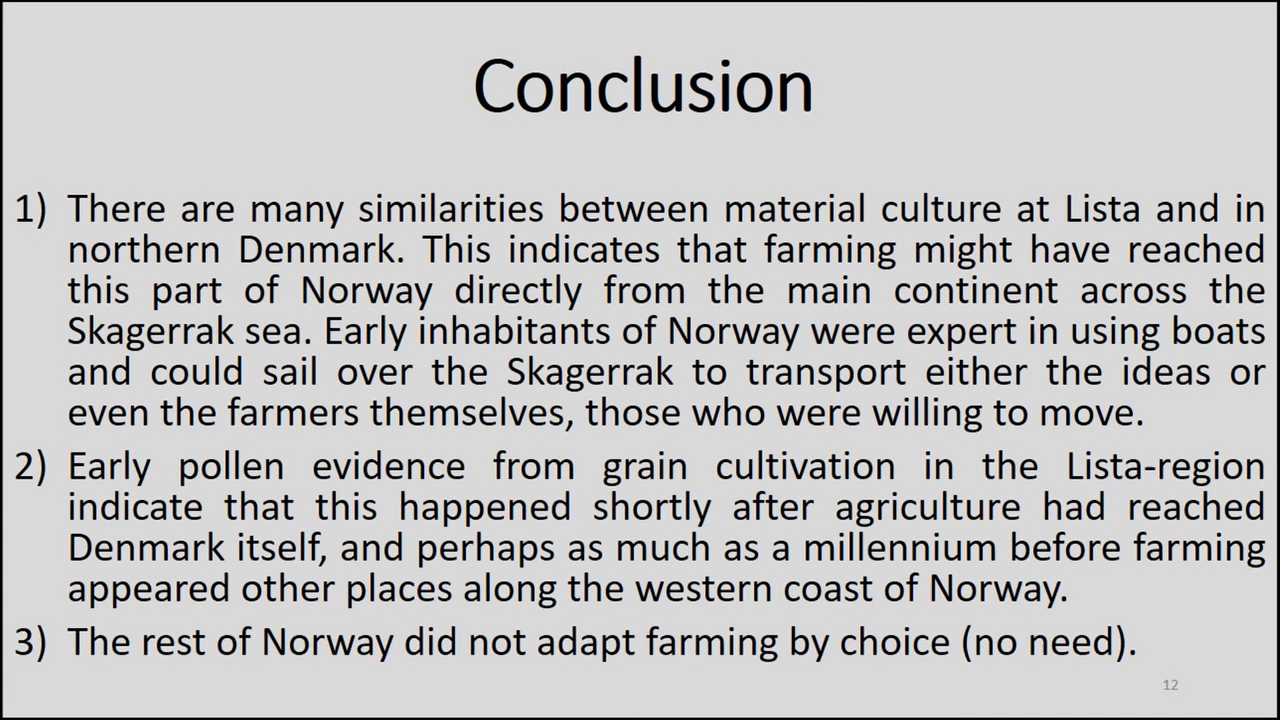 Conclusion
1) There are many similarities between material culture at Lista and in
northern Denmark. This indicates that farming might have reached
this part of Norway directly from the main continent across the
Skagerrak sea. Early inhabitants of Norway were expert in using boats
and could sail over the Skagerrak to transport either the ideas or
even the farmers themselves, those who were willing to move.
2) Early pollen evidence from grain cultivation in the Lista-region
indicate that this happened shortly after agriculture had reached
Denmark itself, and perhaps as much as a millennium before farming
appeared other places along the western coast of Norway.
3) The rest of Norway did not adapt farming by choice (no need).
12